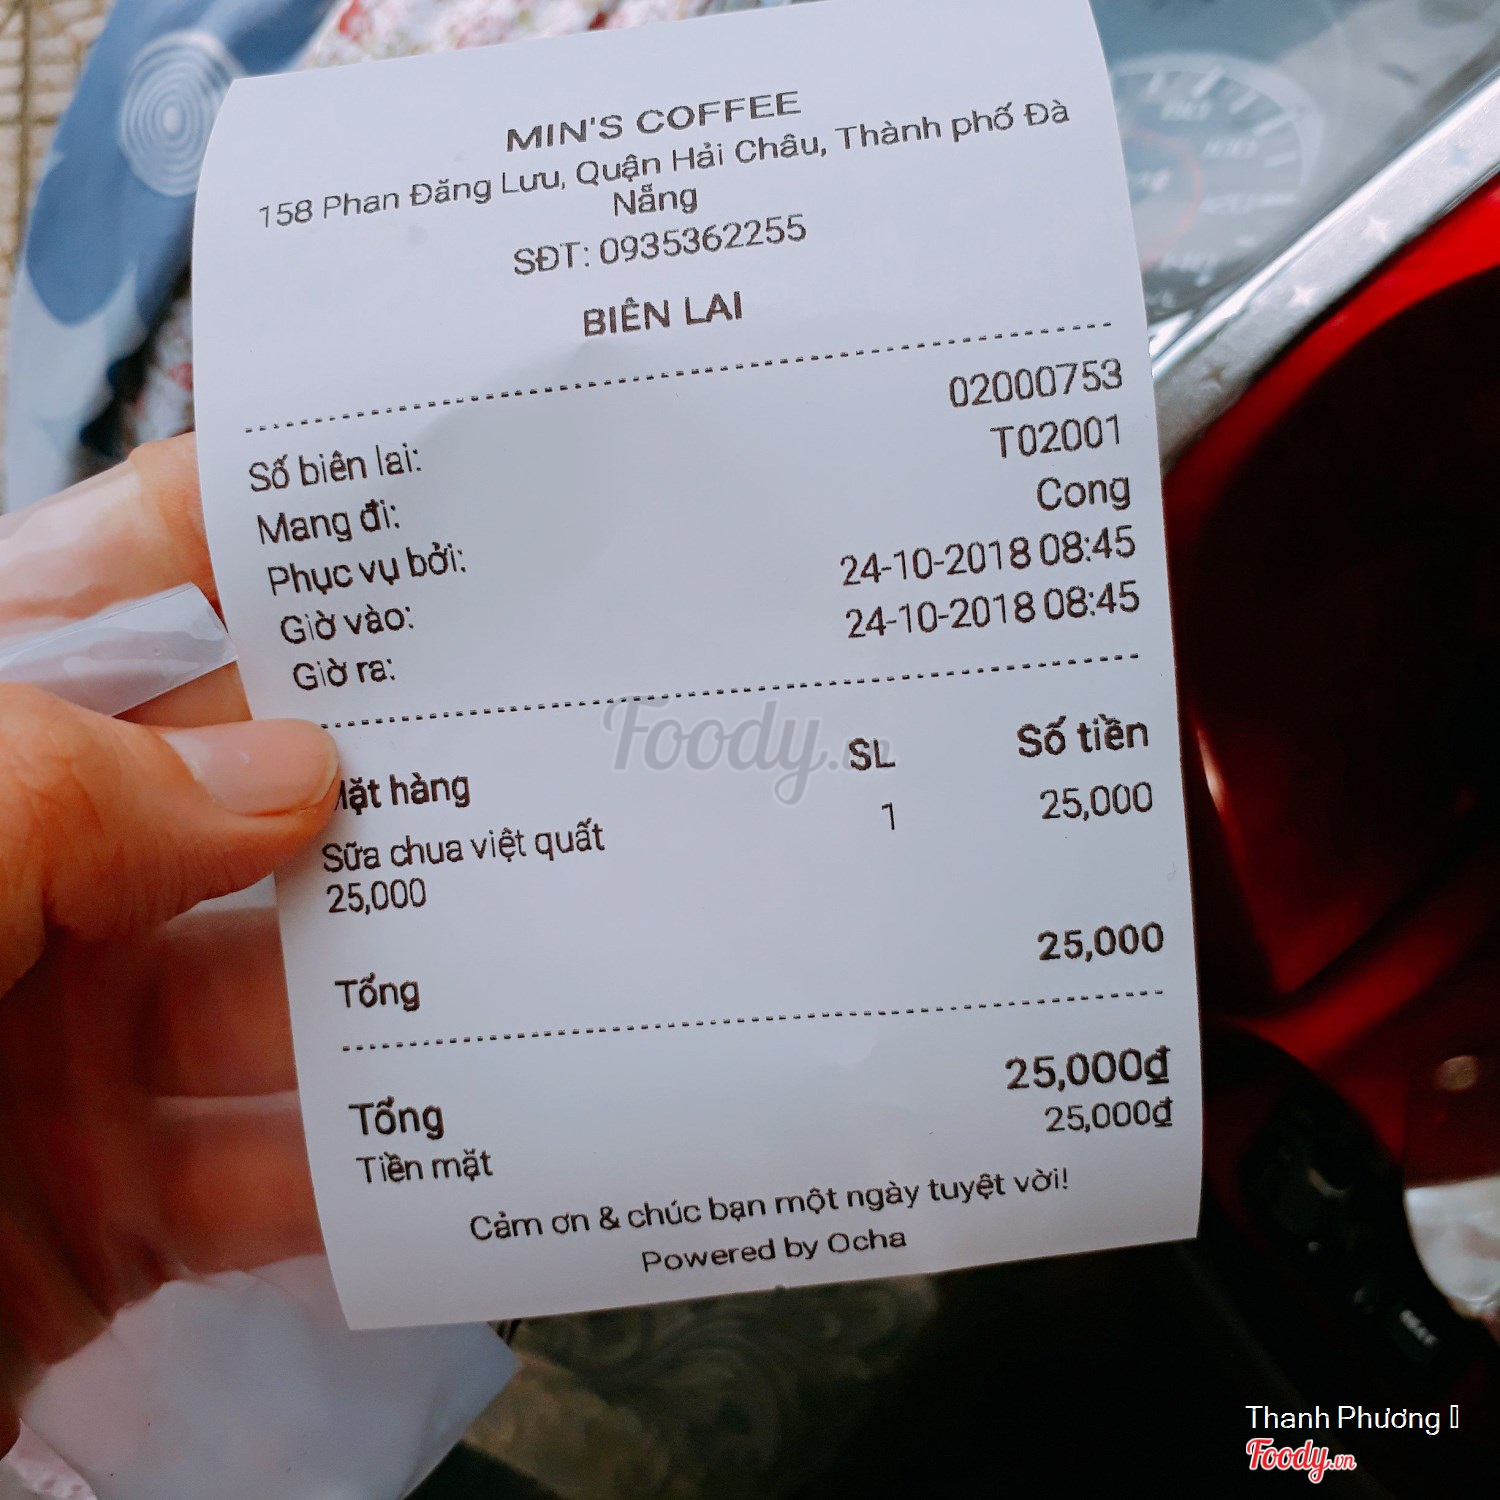 MIN'S COFFEE
158 Phan Đăng Lưu, Quận Hải Châu, Thành phố Đà
Nẵng
SĐT: 0935362255
BIÊN LAI
Số biên lai: 02000753
Mang đi: T02001
Phục vụ bởi: Cong
Giờ vào: 24-10-2018 08:45
Giờ ra: 24-10-2018 08:45
Mặt hàng SL Số tiền
Sữa chua việt quất 1 25,000
25,000
Tổng 25,000
Tổng 25,000₫
Tiền mặt 25,000₫
Cảm ơn & chúc bạn một ngày tuyệt vời!
Powered by Ocha
Foody.vn
Thanh Phương
Foody.vn